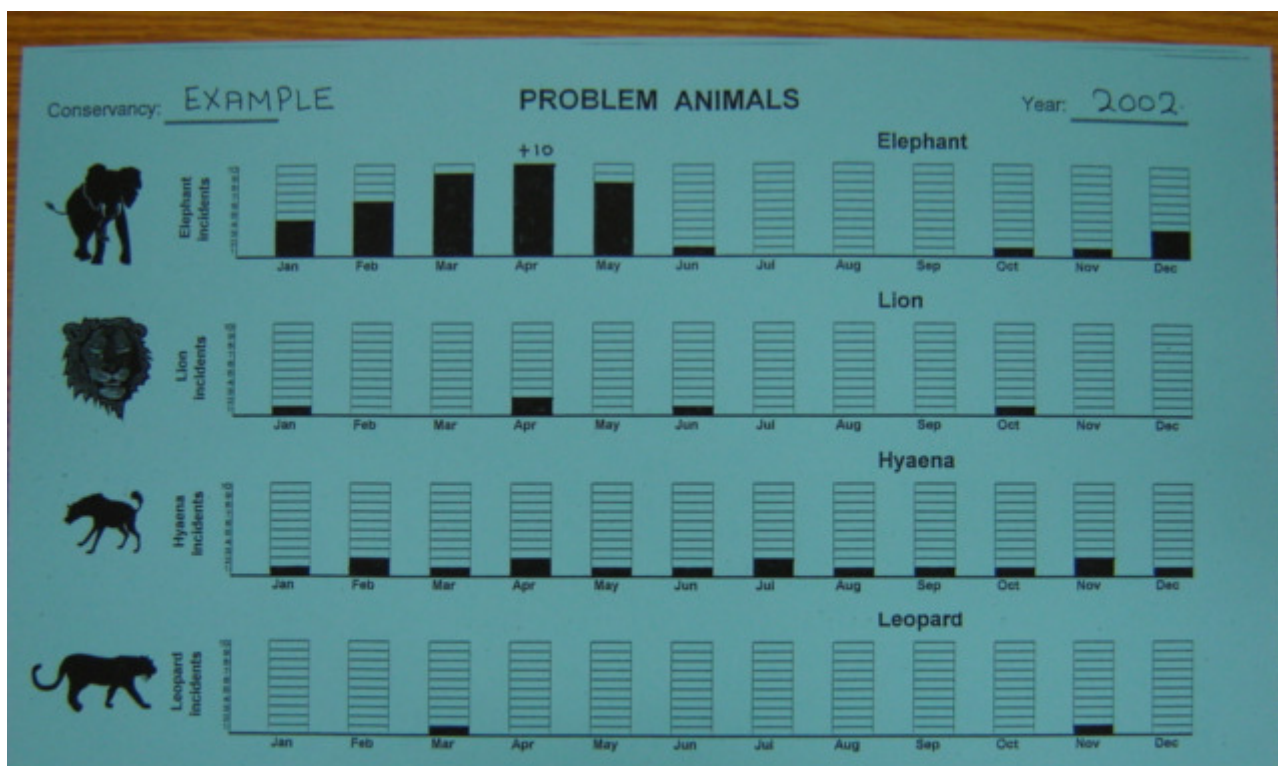 Conservancy: EXAMPLE PROBLEM ANIMALS Year: 2002
Elephant
+10
Elephant Incidents
Jan Feb Mar Apr May Jun Jul Aug Sep Oct Nov Dec
Lion
Lion Incidents
Jan Feb Mar Apr May Jun Jul Aug Sep Oct Nov Dec
Hyaena
Hyaena Incidents
Jan Feb Mar Apr May Jun Jul Aug Sep Oct Nov Dec
Leopard
Leopard Incidents
Jan Feb Mar Apr May Jun Jul Aug Sep Oct Nov Dec